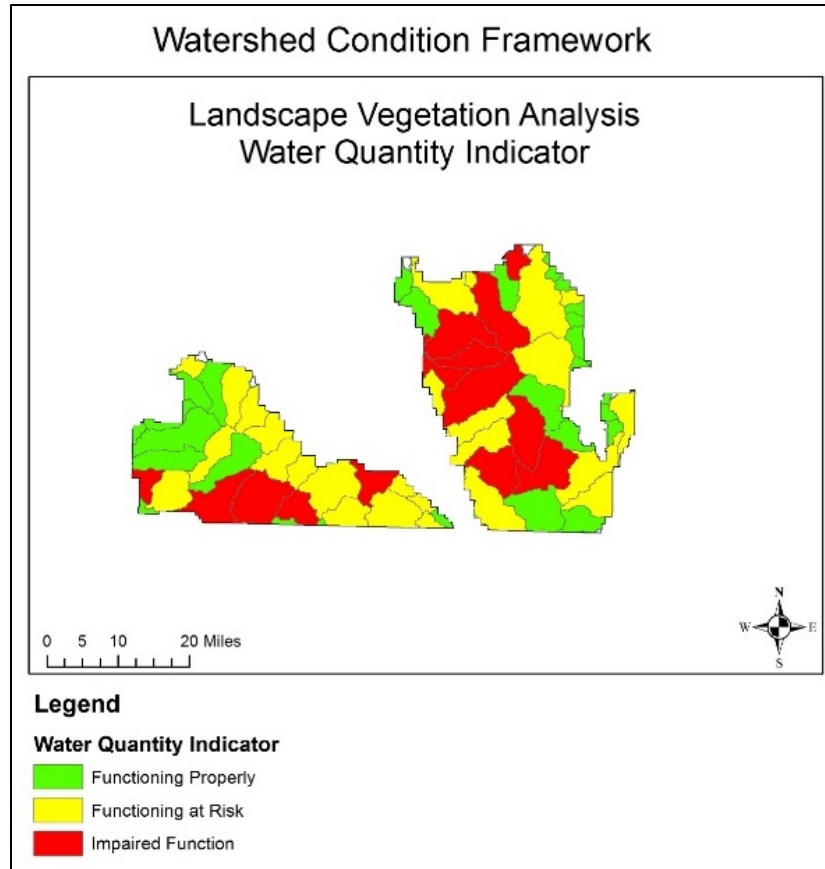 Watershed Condition Framework
Landscape Vegetation Analysis
Water Quantity Indicator
N
W E
S
0 5 10 20 Miles
Legend
Water Quantity Indicator
Functioning Properly
Functioning at Risk
Impaired Function